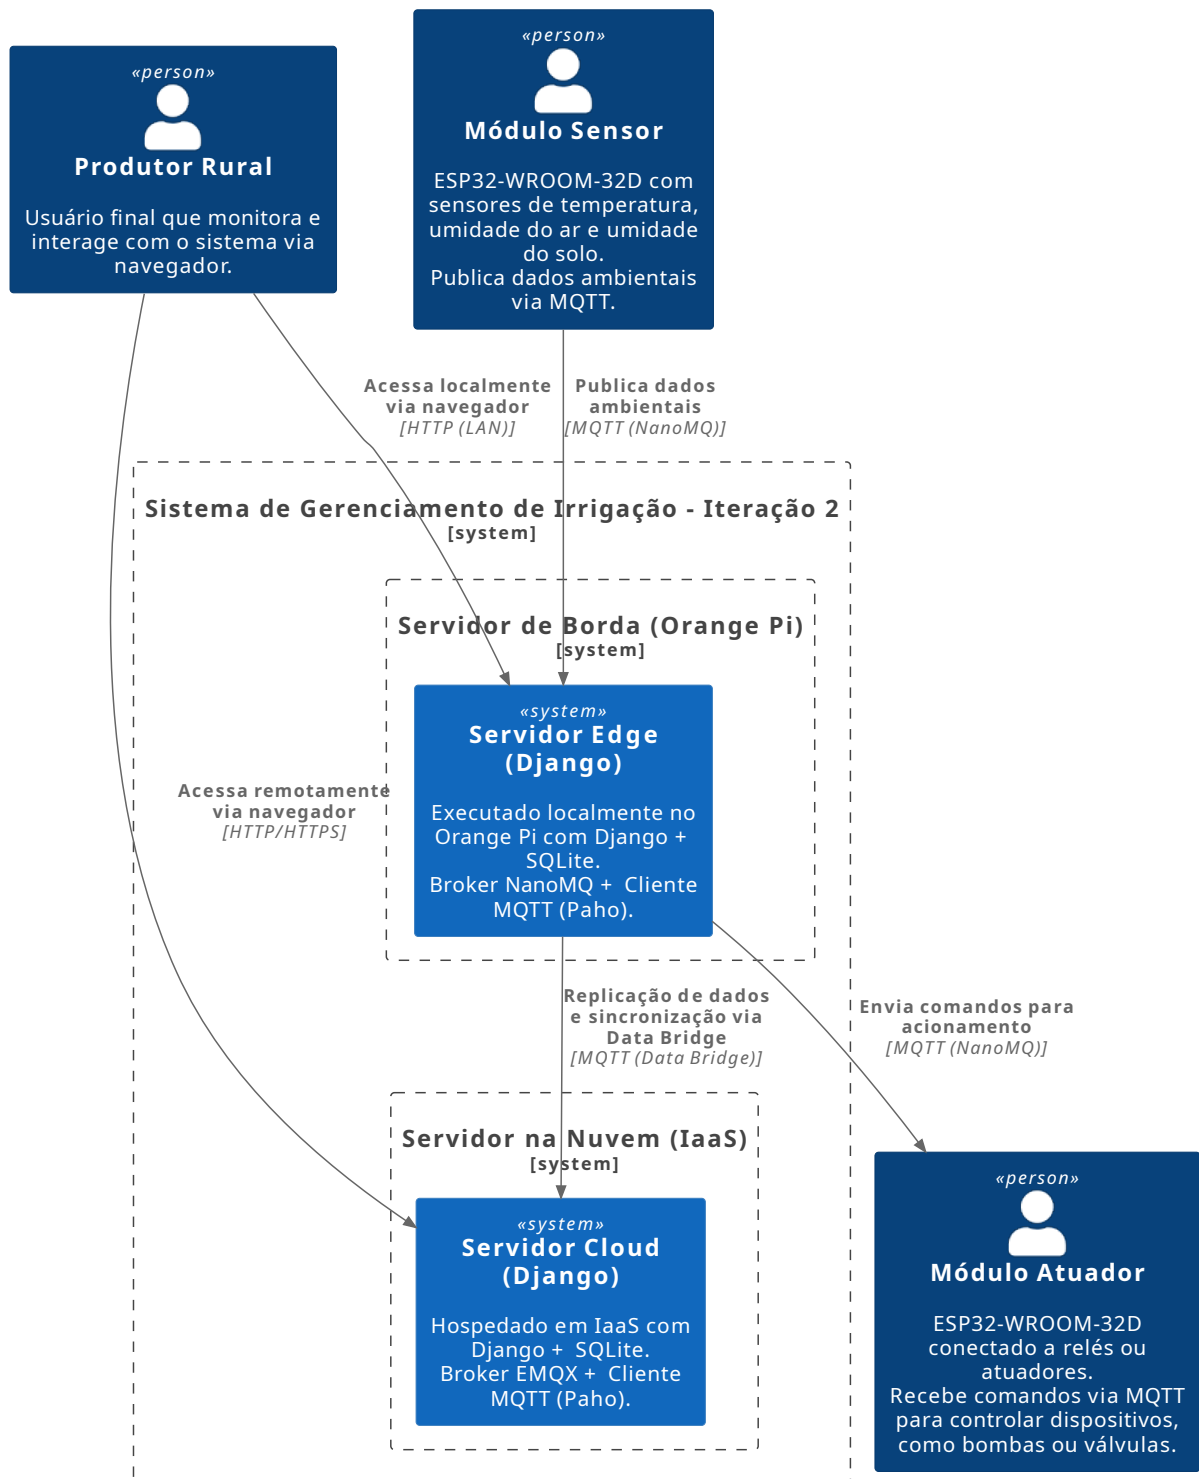 «person»
Produtor Rural
Usuário final que monitora e
interage com o sistema via
navegador.
«person»
Módulo Sensor
ESP32-WROOM-32D com
sensores de temperatura,
umidade do ar e umidade
do solo.
Publica dados ambientais
via MQTT.
Acessa localmente
via navegador
[HTTP (LAN)]
Publica dados
ambientais
[MQTT (NanoMQ)]
Sistema de Gerenciamento de Irrigação - Iteração 2
[system]
Servidor de Borda (Orange Pi)
[system]
«system»
Servidor Edge
(Django)
Executado localmente no
Orange Pi com Django +
SQLite.
Broker NanoMQ + Cliente
MQTT (Paho).
Acessa remotamente
via navegador
[HTTP/HTTPS]
Replicação de dados
e sincronização via
Data Bridge
[MQTT (Data Bridge)]
Envia comandos para
acionamento
[MQTT (NanoMQ)]
Servidor na Nuvem (IaaS)
[system]
«system»
Servidor Cloud
(Django)
Hospedado em IaaS com
Django + SQLite.
Broker EMQX + Cliente
MQTT (Paho).
«person»
Módulo Atuador
ESP32-WROOM-32D
conectado a relés ou
atuadores.
Recebe comandos via MQTT
para controlar dispositivos,
como bombas ou válvulas.